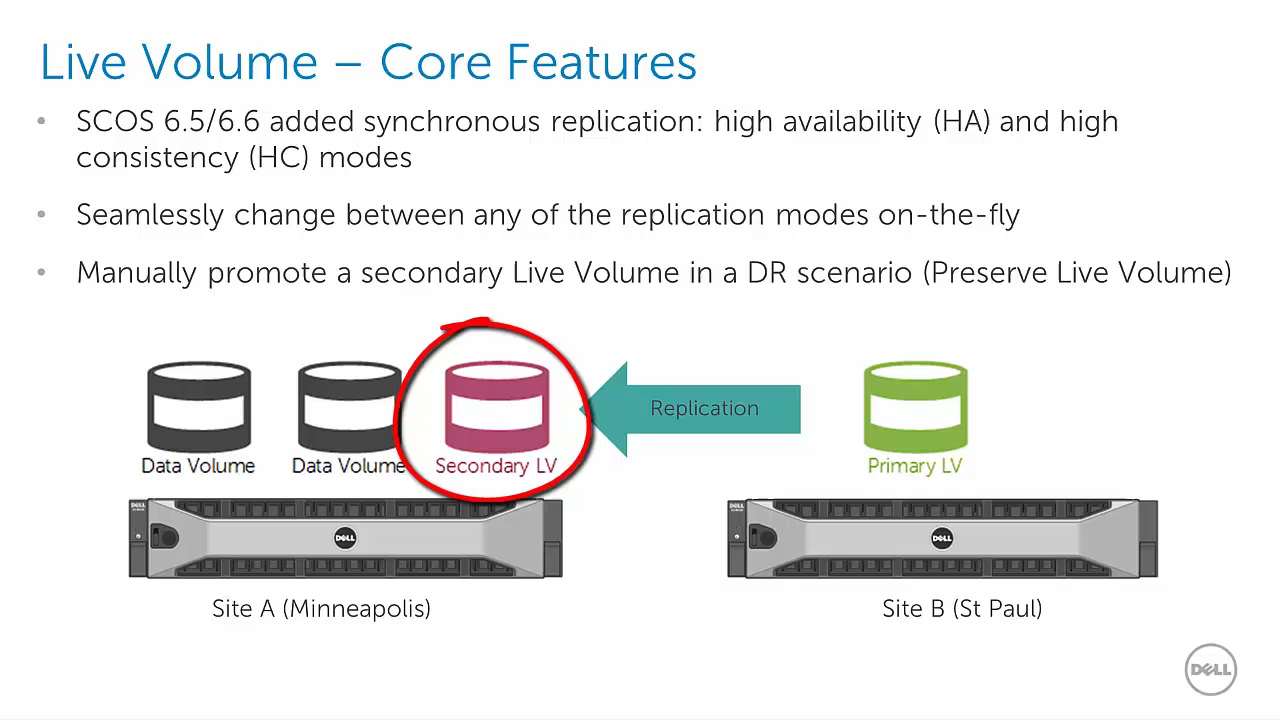 Live Volume – Core Features
• SCOS 6.5/6.6 added synchronous replication: high availability (HA) and high
consistency (HC) modes
• Seamlessly change between any of the replication modes on-the-fly
• Manually promote a secondary Live Volume in a DR scenario (Preserve Live Volume)
Replication
Data Volume
Data Volume
Secondary LV
Primary LV
DELL
DELL
DELL
DELL
Site A (Minneapolis)
Site B (St Paul)
DELL